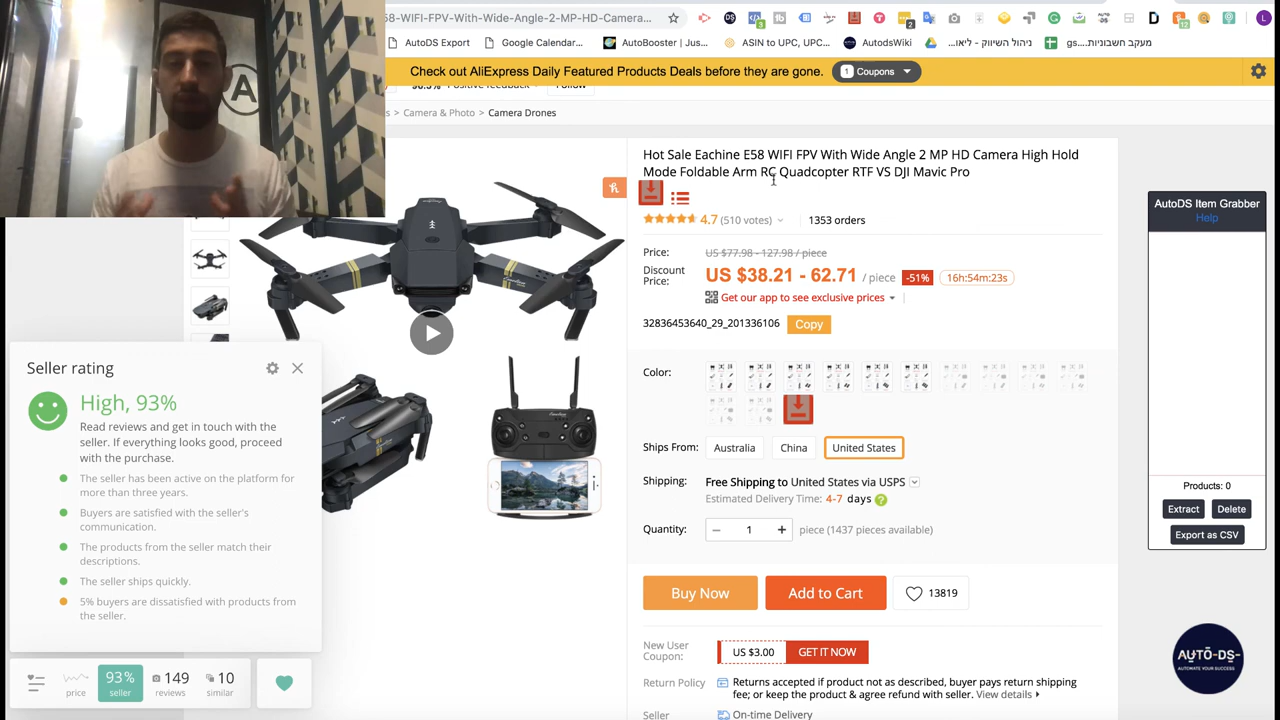 58-WIFI-FPV-With-Wide-Angle-2-MP-HD-Camera...
AutoDS Export
Google Calendar...
AutoBooster | Jus...
ASIN to UPC, UPC...
AutodsWiki
ניהול השיווק - ליאו...
מעקב חשבוניות.gs...
Check out AliExpress Daily Featured Products Deals before they are gone.
1 Coupons
Positive feedback
Follow
> Camera & Photo > Camera Drones
Hot Sale Eachine E58 WIFI FPV With Wide Angle 2 MP HD Camera High Hold
Mode Foldable Arm RC Quadcopter RTF VS DJI Mavic Pro
4.7 (510 votes)
1353 orders
Price: US $77.98 - 127.98 / piece
Discount
Price:
US $38.21 - 62.71 / piece
-51%
16h:54m:23s
Get our app to see exclusive prices
32836453640_29_201336106
Copy
Color:
Ships From:
Australia
China
United States
Shipping: Free Shipping to United States via USPS
Estimated Delivery Time: 4-7 days
Quantity:
− 1 +
piece (1437 pieces available)
Buy Now
Add to Cart
13819
New User
Coupon:
US $3.00
GET IT NOW
Return Policy
Returns accepted if product not as described, buyer pays return shipping
fee; or keep the product & agree refund with seller. View details
Seller
On-time Delivery
AutoDS Item Grabber
Help
Products: 0
Extract
Delete
Export as CSV
AUTO-DS-
AUTOMATE YOUR SUCCESS
Seller rating
High, 93%
Read reviews and get in touch with the
seller. If everything looks good, proceed
with the purchase.
The seller has been active on the platform for
more than three years.
Buyers are satisfied with the seller's
communication.
The products from the seller match their
descriptions.
The seller ships quickly.
5% buyers are dissatisfied with products from
the seller.
price
93%
seller
149
reviews
10
similar
A